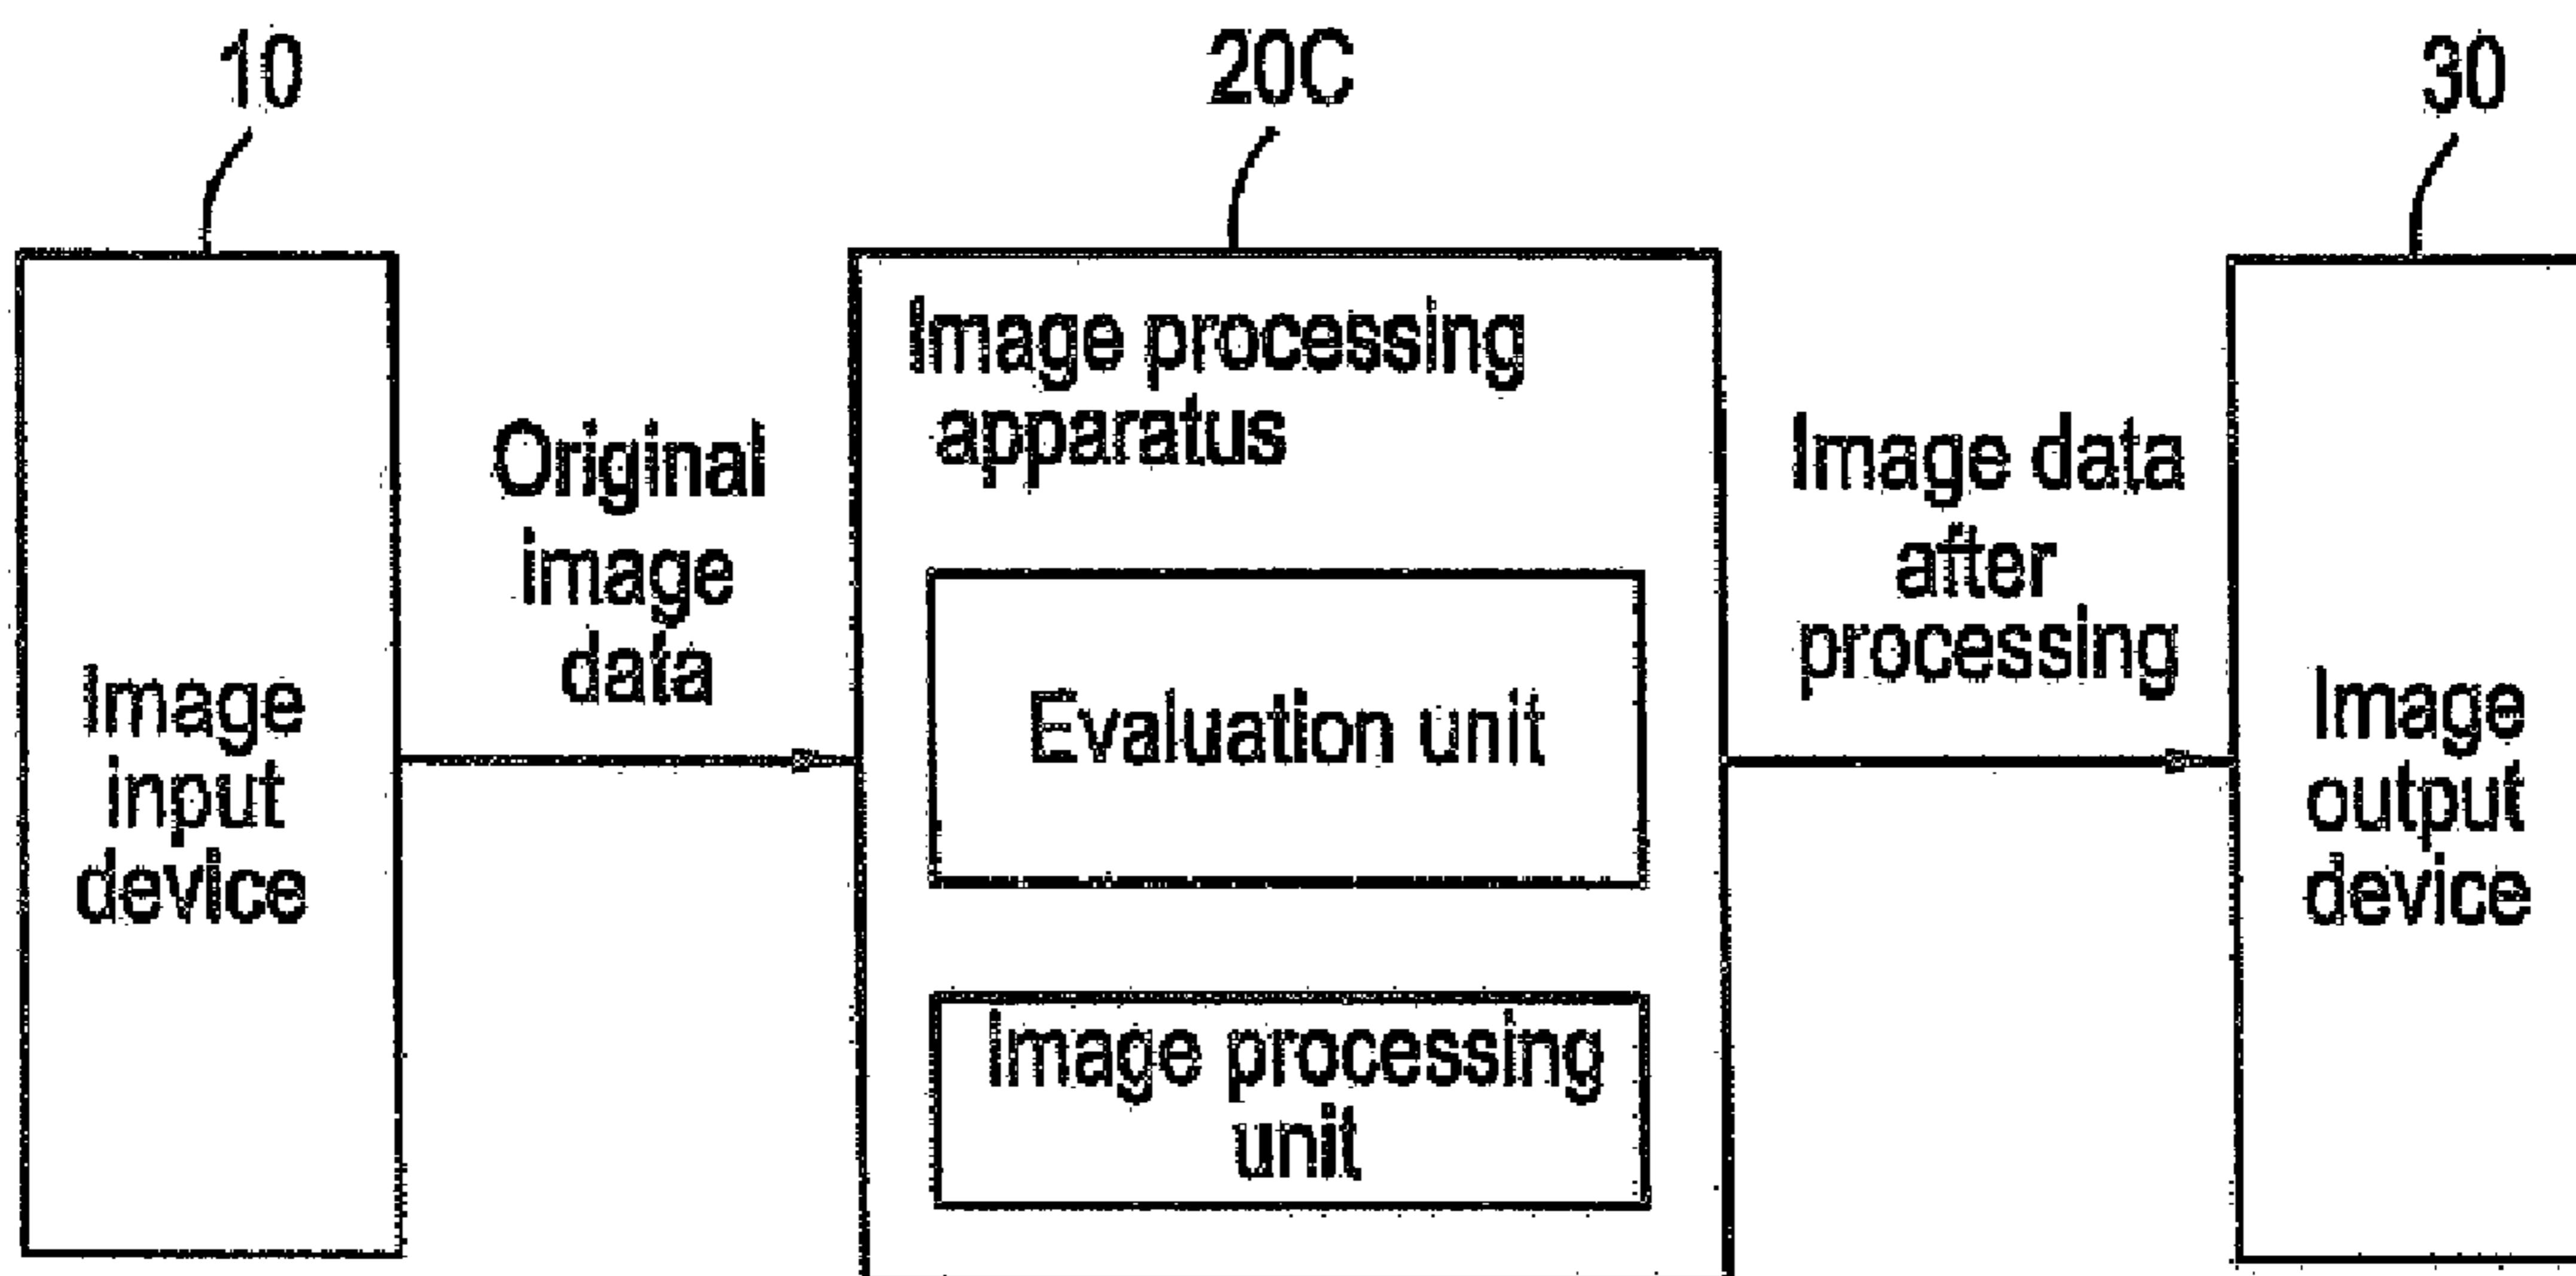 10
20C
30
Image processing
apparatus
Original
image
data
Image data
after
processing
Image
input
device
Evaluation unit
Image
output
device
Image processing
unit